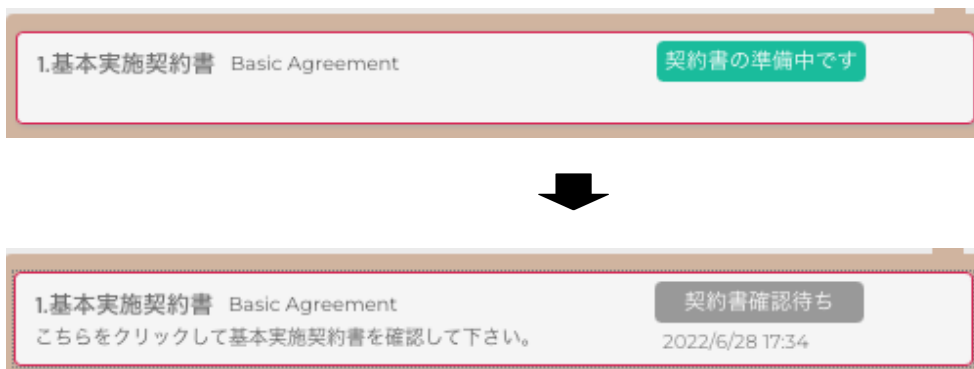 1.基本実施契約書 Basic Agreement 契約書の準備中です
1.基本実施契約書 Basic Agreement 契約書確認待ち
こちらをクリックして基本実施契約書を確認して下さい。 2022/6/28 17:34